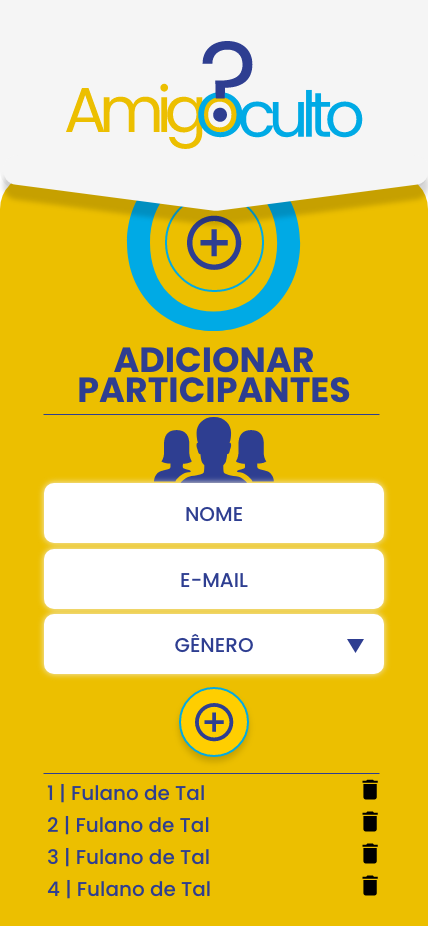 Amigoculto
ADICIONAR
PARTICIPANTES
NOME
E-MAIL
GÊNERO
1 | Fulano de Tal
2 | Fulano de Tal
3 | Fulano de Tal
4 | Fulano de Tal